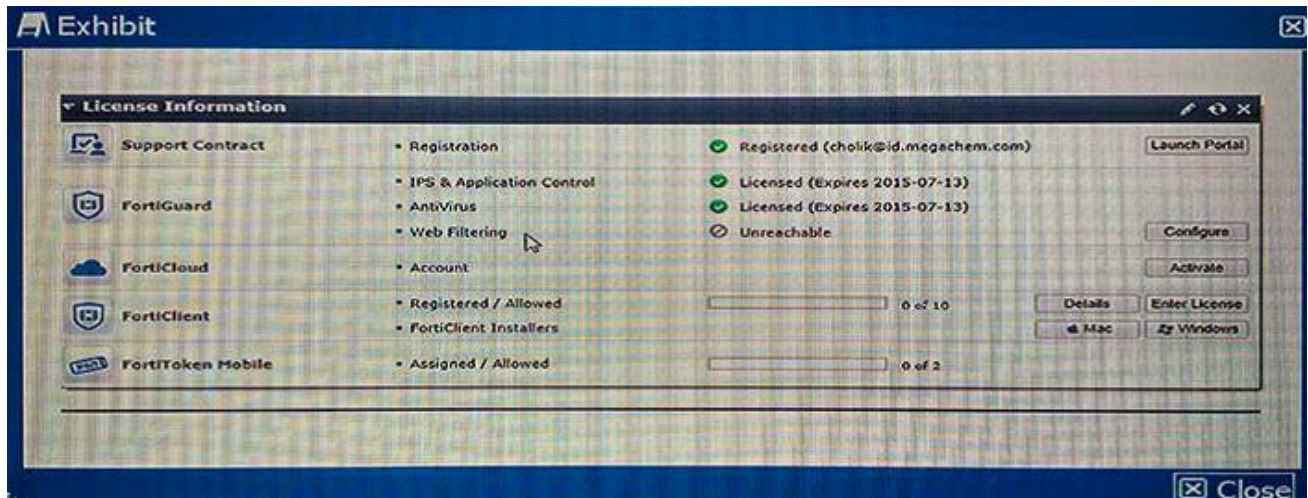 Exhibit
License Information
Support Contract • Registration Registered (cholik@id.megachem.com) Launch Portal
• IPS & Application Control Licensed (Expires 2015-07-13)
FortiGuard • AntiVirus Licensed (Expires 2015-07-13)
• Web Filtering Unreachable Configure
FortiCloud • Account Activate
FortiClient • Registered / Allowed 0 of 10 Details Enter License
• FortiClient Installers Mac Windows
FortiToken Mobile • Assigned / Allowed 0 of 2
Close